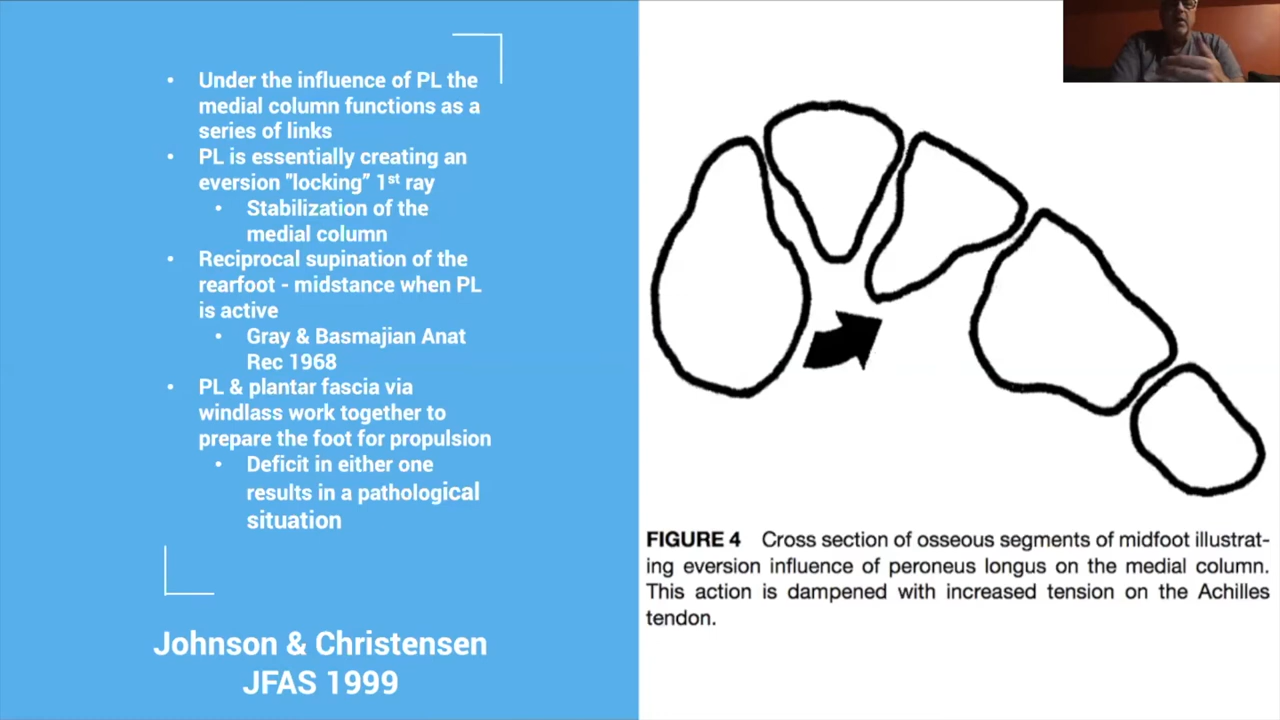 • Under the influence of PL the
medial column functions as a
series of links
• PL is essentially creating an
eversion "locking” 1st ray
• Stabilization of the
medial column
• Reciprocal supination of the
rearfoot - midstance when PL
is active
• Gray & Basmajian Anat
Rec 1968
• PL & plantar fascia via
windlass work together to
prepare the foot for propulsion
• Deficit in either one
results in a pathological
situation
Johnson & Christensen
JFAS 1999
FIGURE 4 Cross section of osseous segments of midfoot illustrat-
ing eversion influence of peroneus longus on the medial column.
This action is dampened with increased tension on the Achilles
tendon.